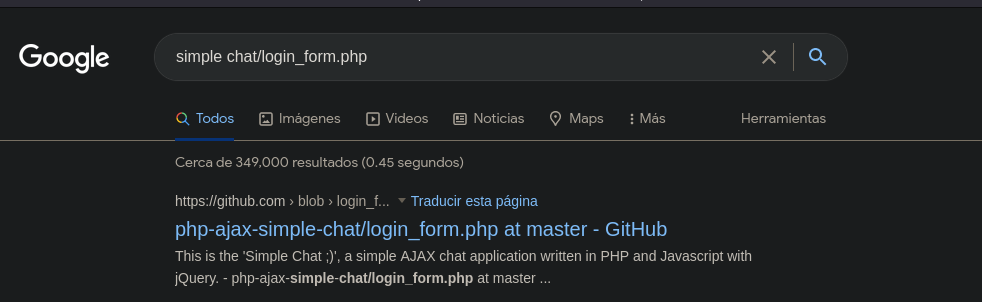 Google
simple chat/login_form.php
Todos Imágenes Videos Noticias Maps Más Herramientas
Cerca de 349,000 resultados (0.45 segundos)
https://github.com › blob › login_f... Traducir esta página
php-ajax-simple-chat/login_form.php at master - GitHub
This is the 'Simple Chat ;)', a simple AJAX chat application written in PHP and Javascript with
jQuery. - php-ajax-simple-chat/login_form.php at master ...